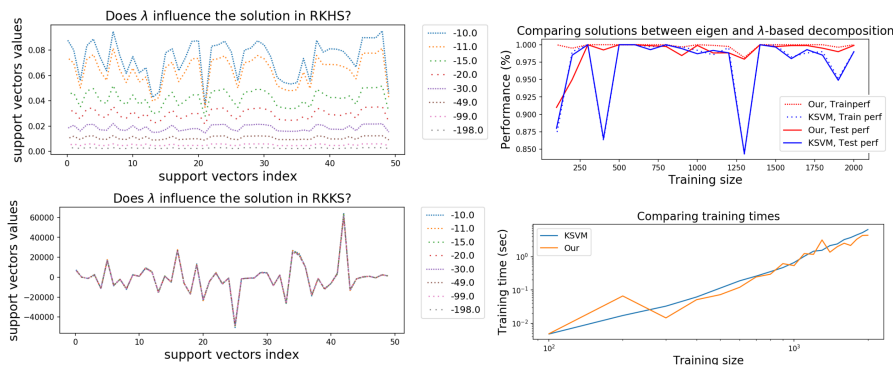 Does λ influence the solution in RKHS?
support vectors values
0.08
0.06
0.04
0.02
0.00
0 10 20 30 40 50
support vectors index
-10.0
-11.0
-15.0
-20.0
-30.0
-49.0
-99.0
-198.0
Comparing solutions between eigen and λ-based decomposition
Performance (%)
1.000
0.975
0.950
0.925
0.900
0.875
0.850
250 500 750 1000 1250 1500 1750 2000
Training size
Our, Trainperf
KSVM, Train perf
Our, Test perf
KSVM, Test perf
Does λ influence the solution in RKKS?
support vectors values
60000
40000
20000
0
−20000
−40000
0 10 20 30 40 50
support vectors index
-10.0
-11.0
-15.0
-20.0
-30.0
-49.0
-99.0
-198.0
Comparing training times
Training time (sec)
10⁰
10⁻¹
10⁻²
10² 10³
Training size
KSVM
Our